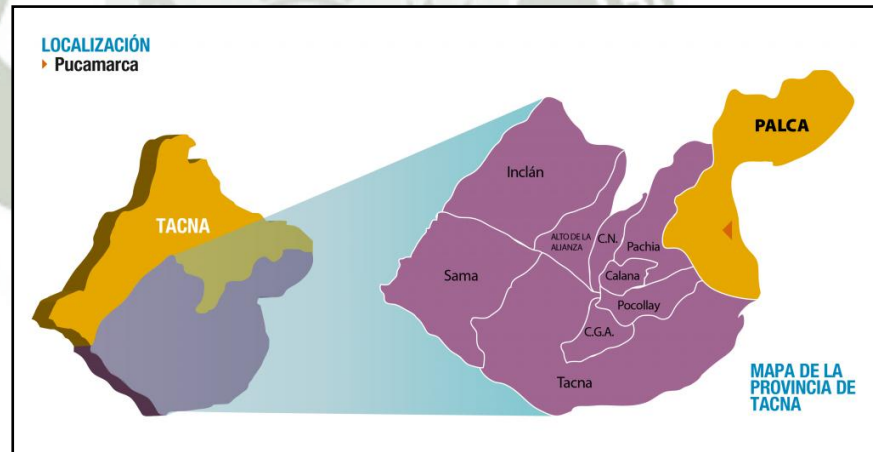 LOCALIZACIÓN
Pucamarca
TACNA
PALCA
Inclán
ALTO DE LA
ALIANZA
C.N.
Pachia
Sama
Calana
Pocollay
C.G.A.
Tacna
MAPA DE LA
PROVINCIA DE
TACNA